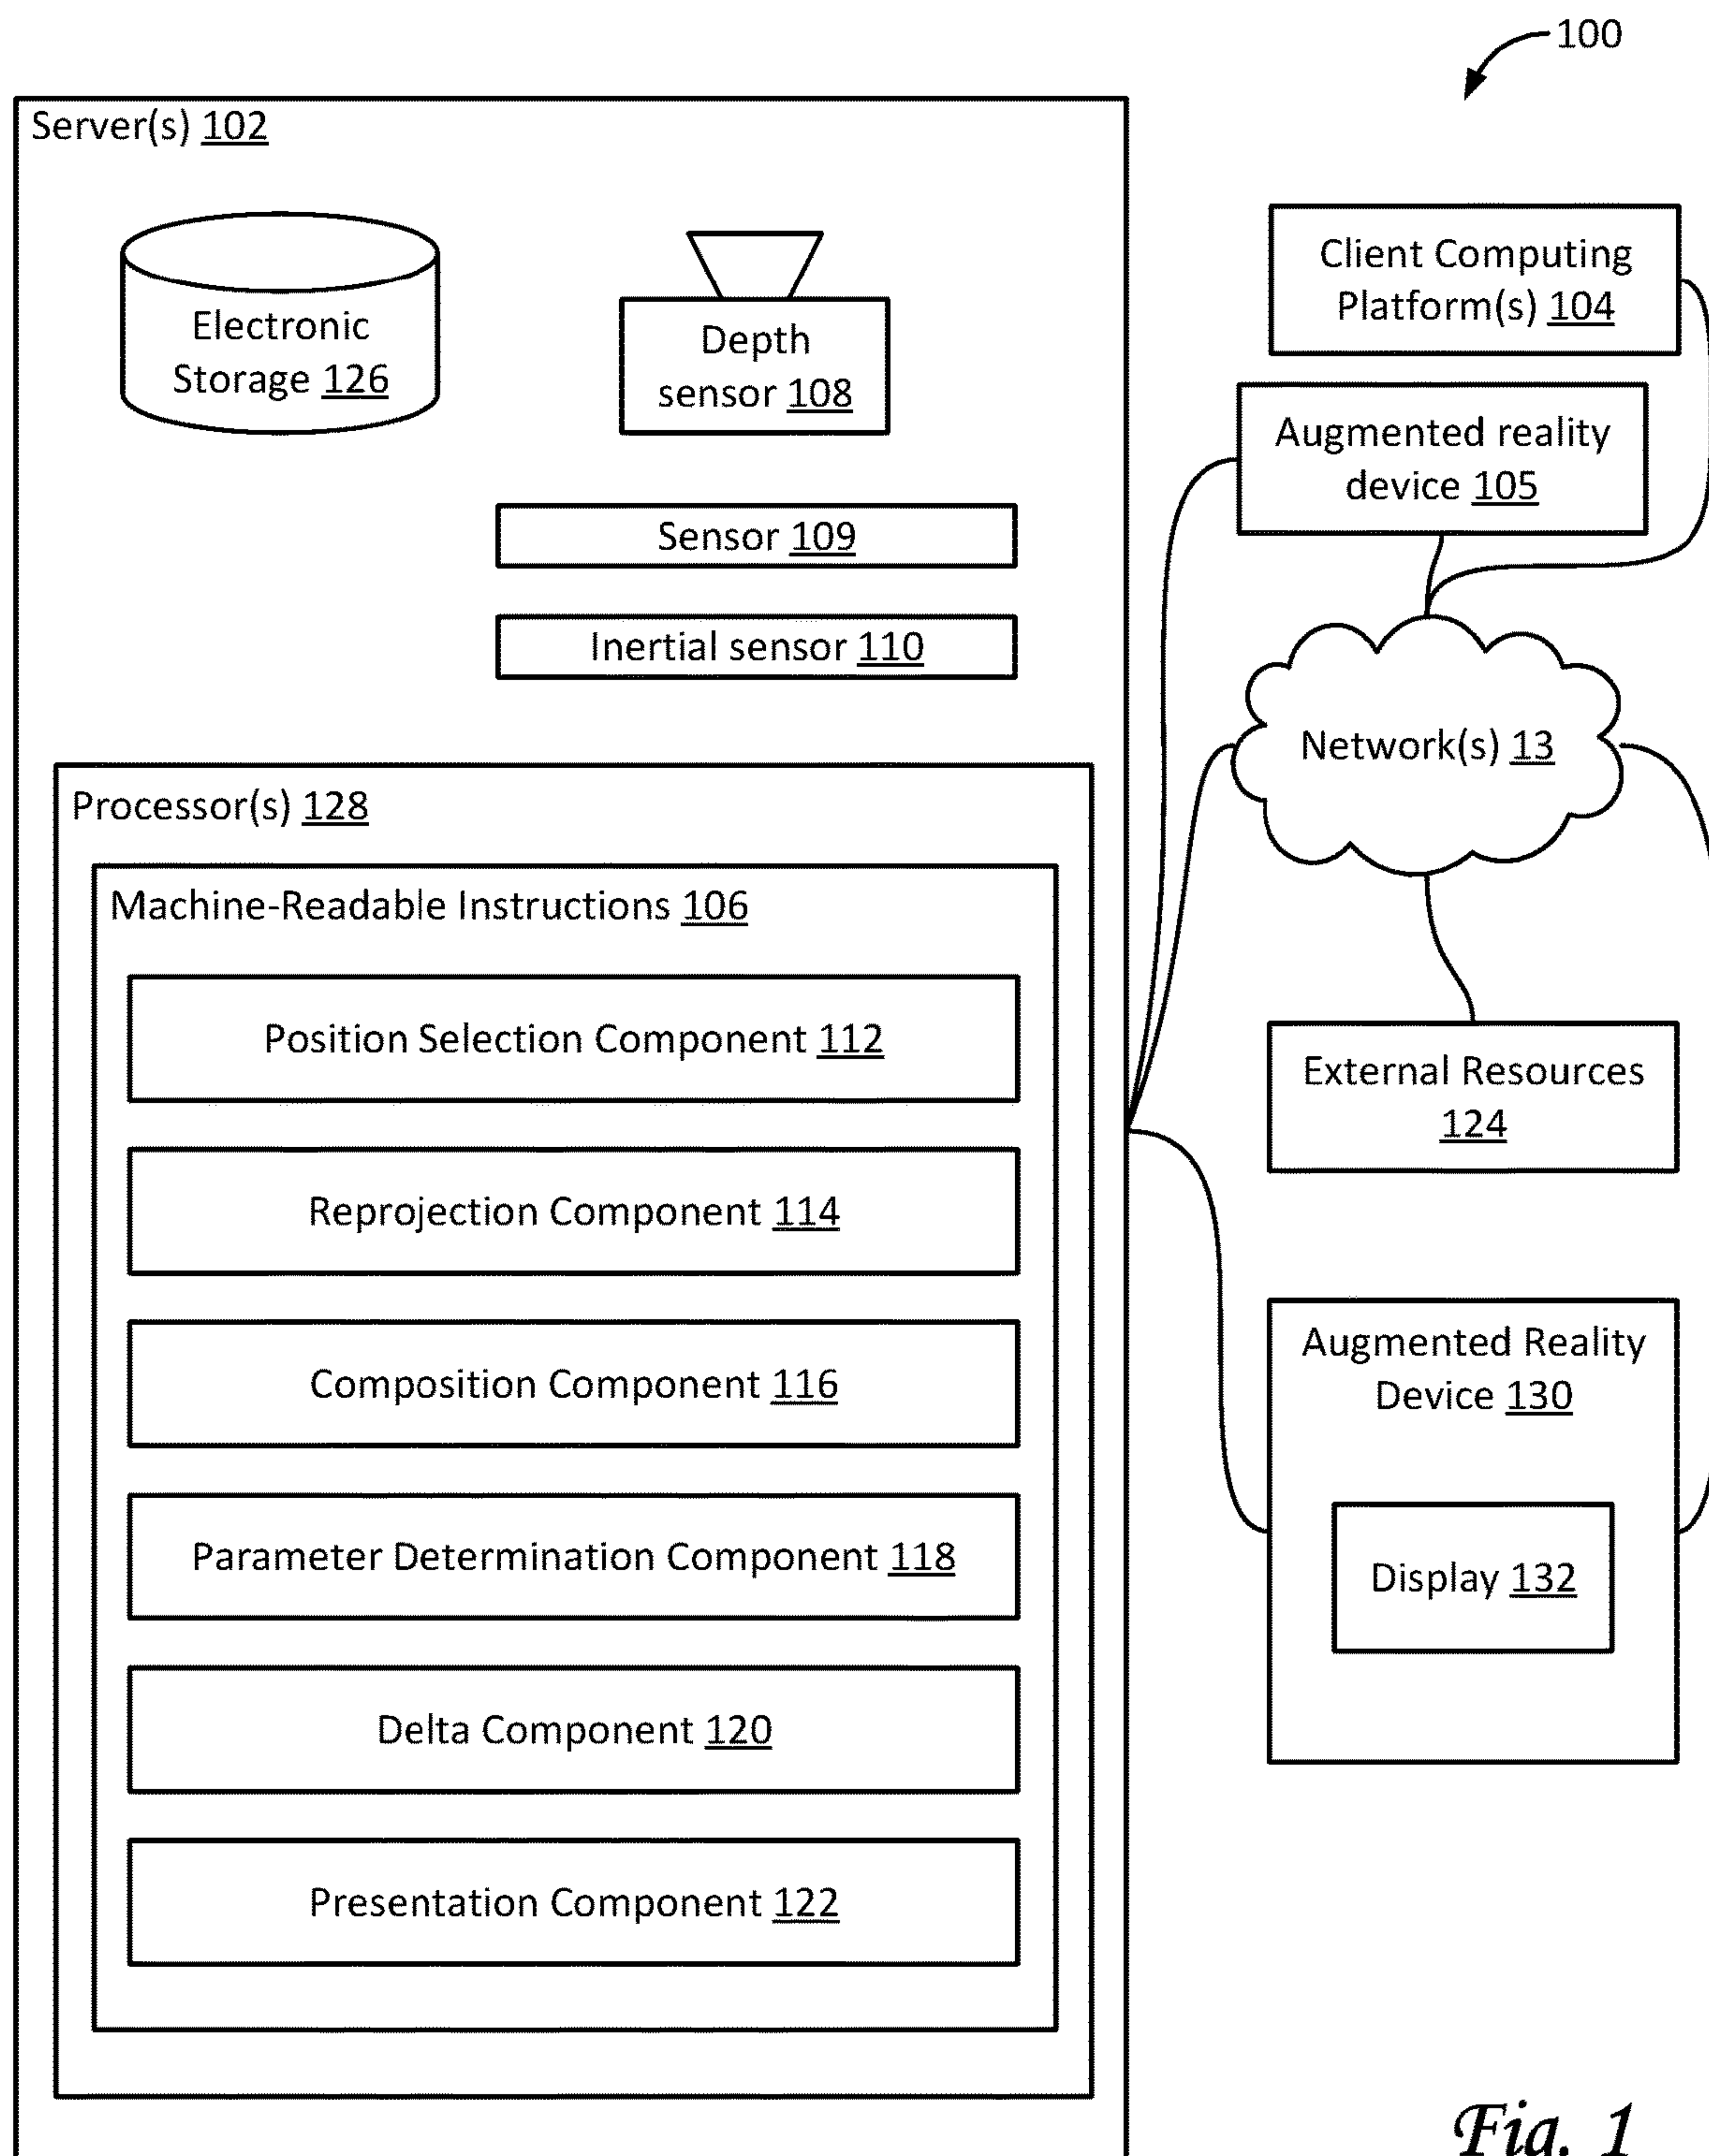 100
Server(s) 102
Electronic
Storage 126
Depth
sensor 108
Sensor 109
Inertial sensor 110
Processor(s) 128
Machine-Readable Instructions 106
Position Selection Component 112
Reprojection Component 114
Composition Component 116
Parameter Determination Component 118
Delta Component 120
Presentation Component 122
Client Computing
Platform(s) 104
Augmented reality
device 105
Network(s) 13
External Resources
124
Augmented Reality
Device 130
Display 132
Fig. 1